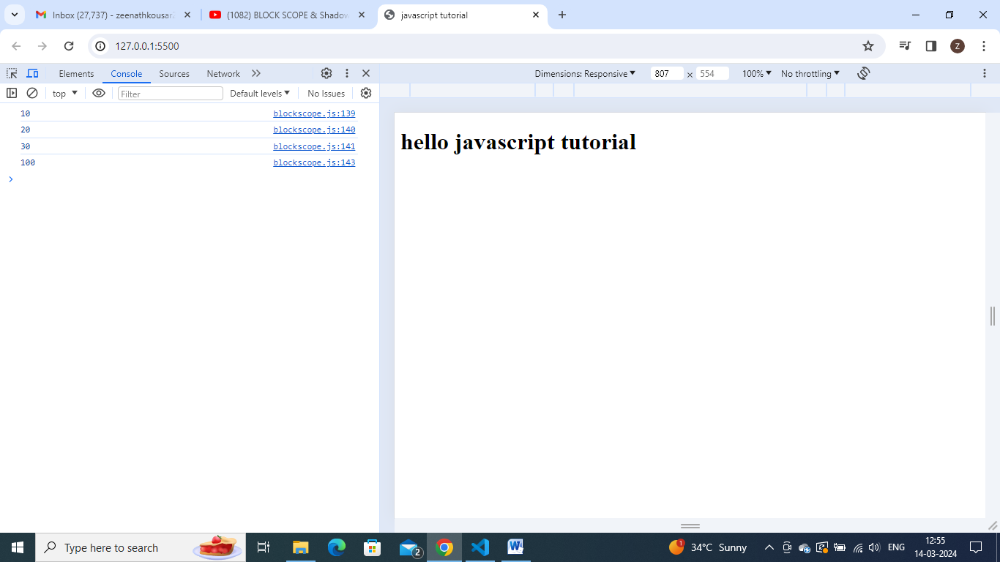 Inbox (27,737) - zeenathkousar2
(1082) BLOCK SCOPE & Shadow
javascript tutorial
127.0.0.1:5500
Z
Elements Console Sources Network
Dimensions: Responsive 807 × 554 100% No throttling
top Filter Default levels No Issues
10 blockscope.js:139
20 blockscope.js:140
30 blockscope.js:141
100 blockscope.js:143
hello javascript tutorial
Type here to search
2
W
1
34°C Sunny
ENG
12:55
14-03-2024